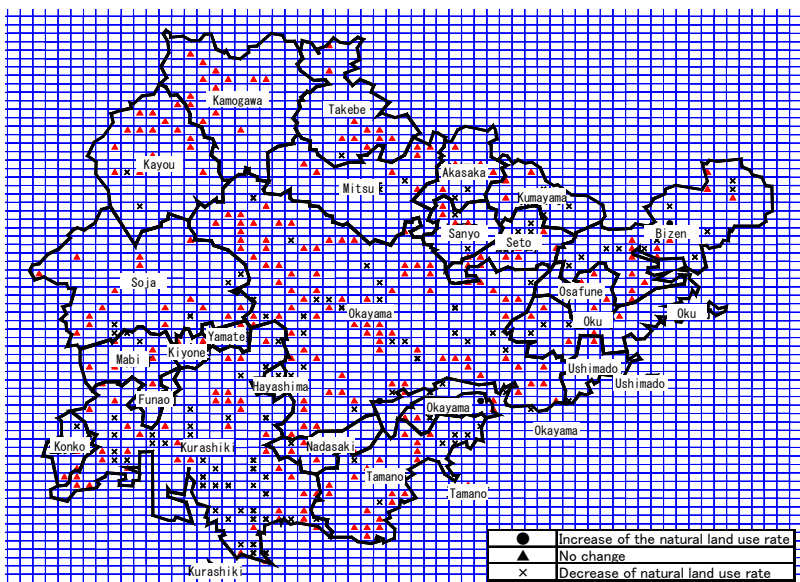 Kamogawa
Takebe
Kayou
Akasaka
Mitsu
Kumayama
Sanyo
Seto
Bizen
Soja
Osafune
Okayama
Oku
Oku
Yamate
Kiyone
Mabi
Ushimado
Ushimado
Hayashima
Funao
Okayama
Okayama
Konko
Kurashiki
Nadasaki
Tamano
Tamano
Kurashiki
Increase of the natural land use rate
No change
Decrease of natural land use rate